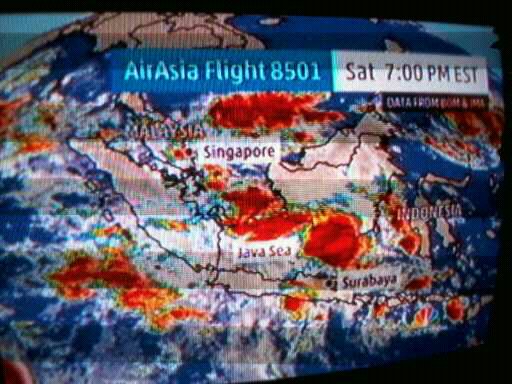 AirAsia Flight 8501
Sat 7:00 PM EST
DATA FROM BOM & JMA
MALAYSIA
Singapore
INDONESIA
Java Sea
Surabaya